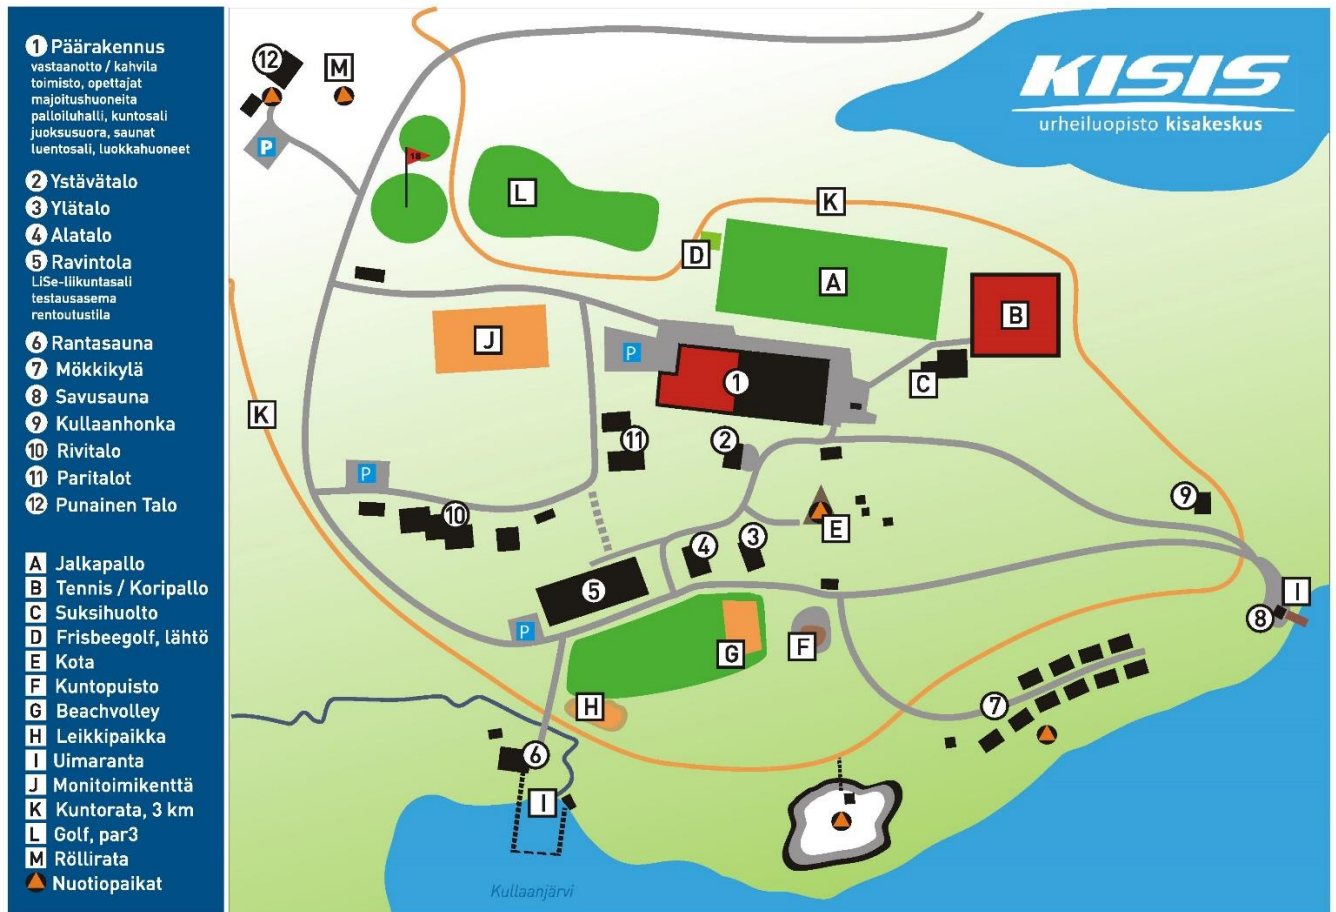 1 Päärakennus
vastaanotto / kahvila
toimisto, opettajat
majoitushuoneita
palloiluhalli, kuntosali
juoksusuora, saunat
luentosali, luokkahuoneet
2 Ystävätalo
3 Ylätalo
4 Alatalo
5 Ravintola
LiSe-liikuntasali
testausasema
rentoutustila
6 Rantasauna
7 Mökkikylä
8 Savusauna
9 Kullaanhonka
10 Rivitalo
11 Paritalot
12 Punainen Talo
A Jalkapallo
B Tennis / Koripallo
C Suksihuolto
D Frisbeegolf, lähtö
E Kota
F Kuntopuisto
G Beachvolley
H Leikkipaikka
I Uimaranta
J Monitoimikenttä
K Kuntorata, 3 km
L Golf, par3
M Röllirata
Nuotiopaikat
KISIS
urheiluopisto kisakeskus
12
M
P
18
L
K
D
A
B
J
P
1
C
K
11
2
P
10
9
E
4
3
5
I
8
P
G
F
H
7
6
I
Kullaanjärvi